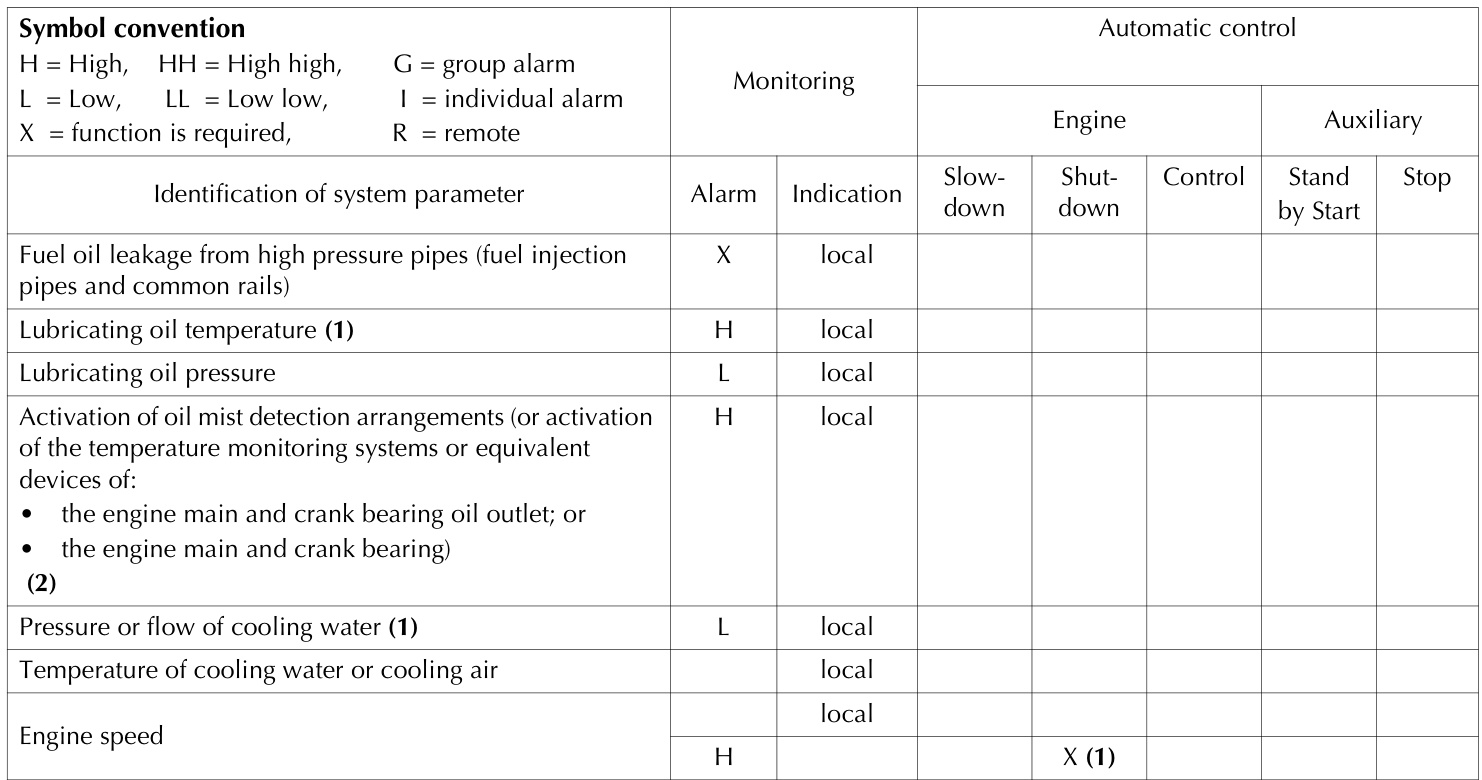 Symbol convention
H = High, HH = High high, G = group alarm
L = Low, LL = Low low, I = individual alarm
X = function is required, R = remote
Monitoring
Automatic control
Engine
Auxiliary
Identification of system parameter
Alarm
Indication
Slow-
down
Shut-
down
Control
Stand
by Start
Stop
Fuel oil leakage from high pressure pipes (fuel injection
pipes and common rails)
X
local
Lubricating oil temperature (1)
H
local
Lubricating oil pressure
L
local
Activation of oil mist detection arrangements (or activation
of the temperature monitoring systems or equivalent
devices of:
• the engine main and crank bearing oil outlet; or
• the engine main and crank bearing)
(2)
H
local
Pressure or flow of cooling water (1)
L
local
Temperature of cooling water or cooling air
local
Engine speed
local
H
X (1)